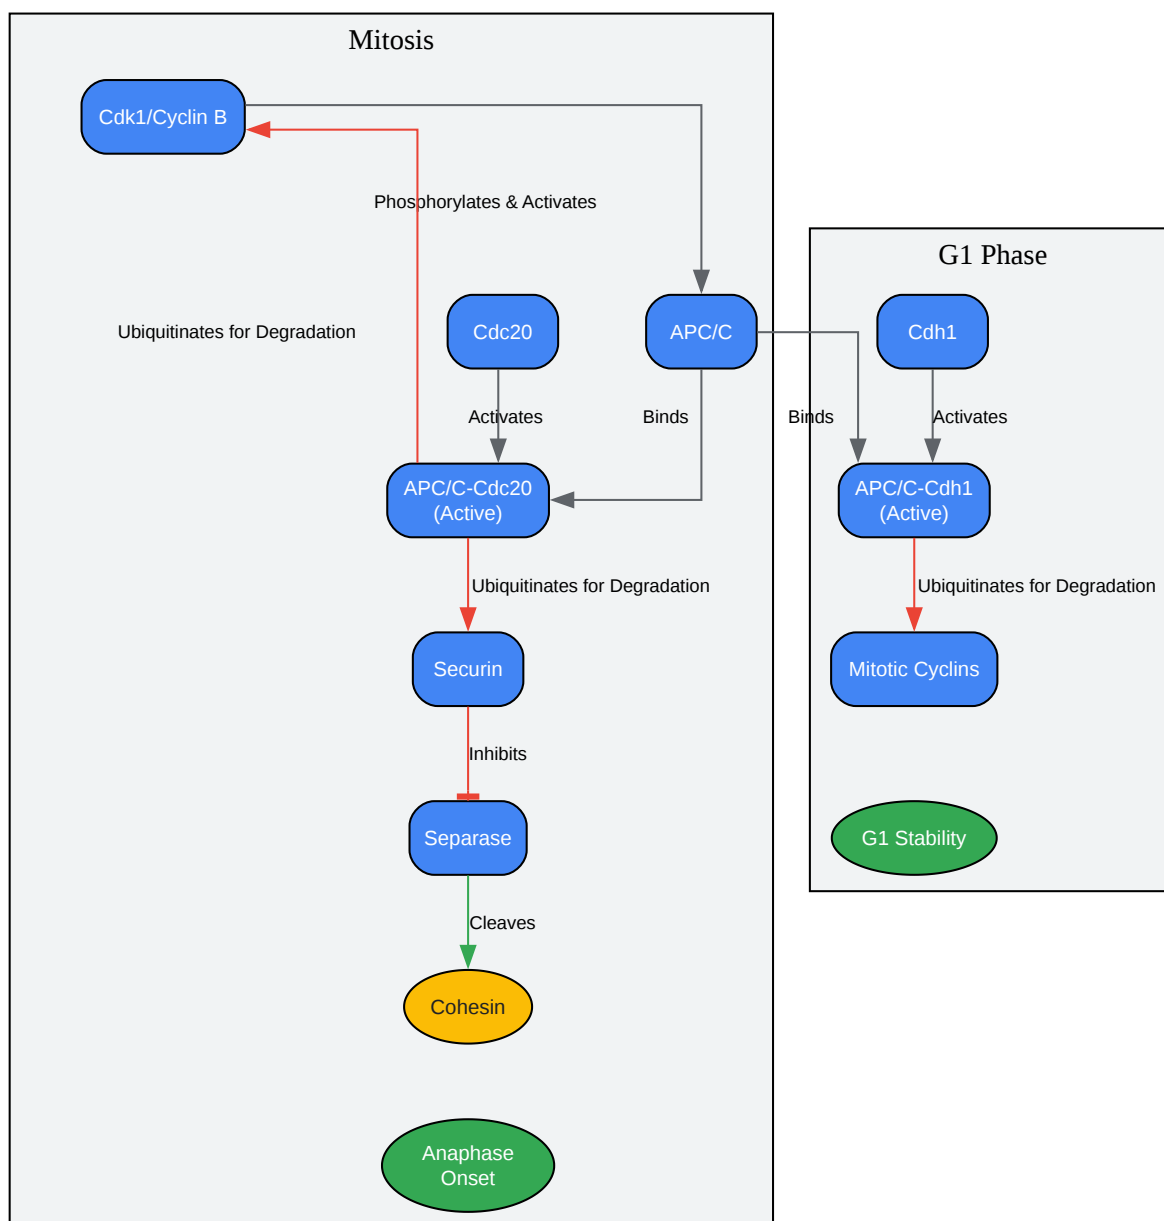 Mitosis
Cdk1/Cyclin B
Phosphorylates & Activates
G1 Phase
Ubiquitinates for Degradation
Cdc20
APC/C
Cdh1
Activates
Binds
Binds
Activates
APC/C-Cdc20
(Active)
APC/C-Cdh1
(Active)
Ubiquitinates for Degradation
Ubiquitinates for Degradation
Securin
Mitotic Cyclins
Inhibits
Separase
G1 Stability
Cleaves
Cohesin
Anaphase
Onset